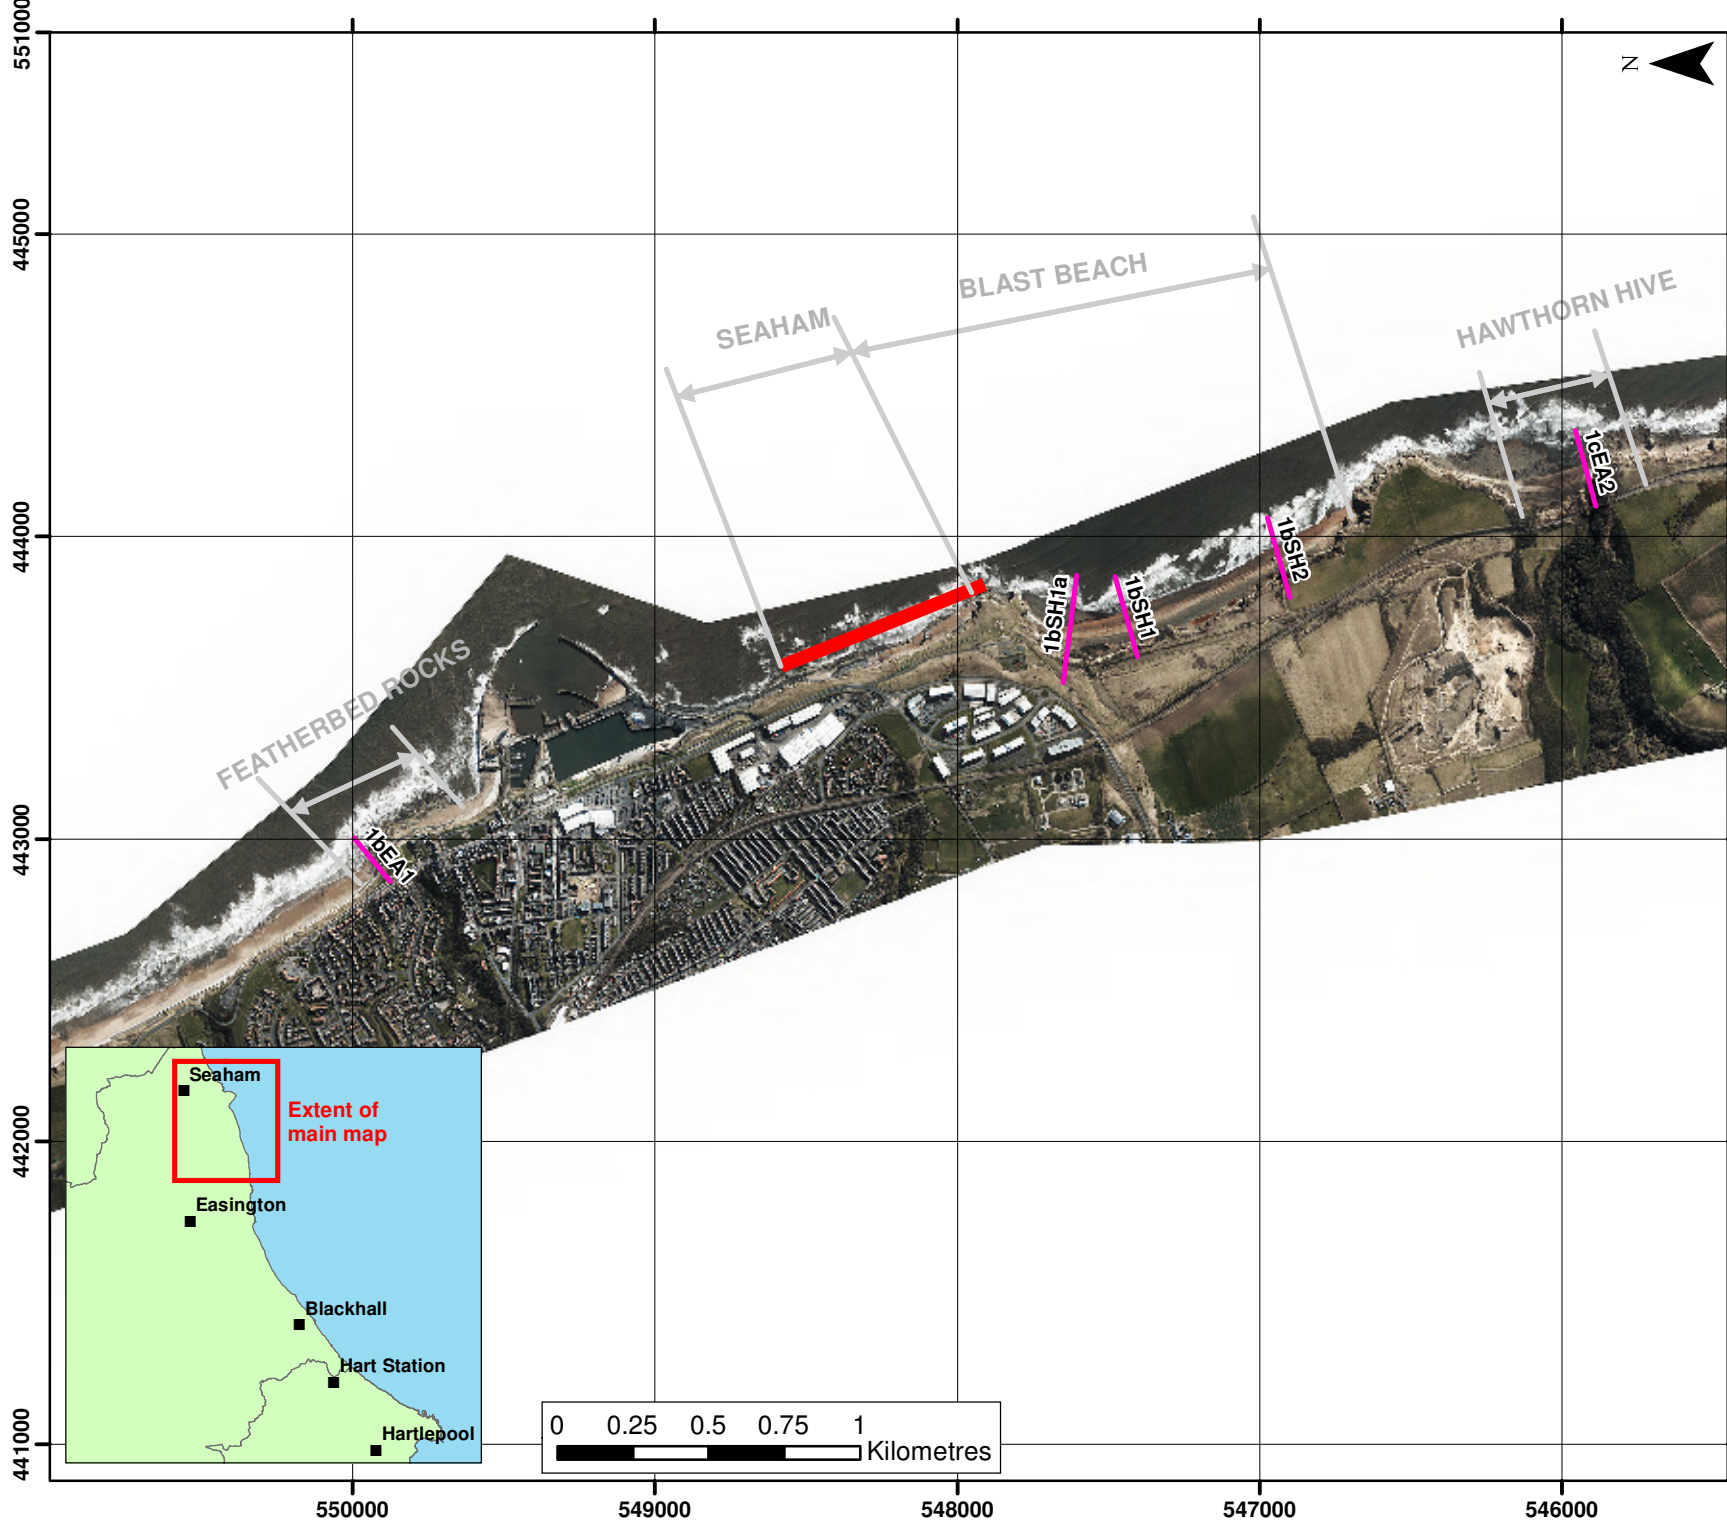 551000
N
445000
BLAST BEACH
SEAHAM
HAWTHORN HIVE
444000
1cEA2
1bSH2
1bSH1a
1bSH1
FEATHERBED ROCKS
443000
1bEA1
442000
441000
Seaham
Extent of
main map
Easington
Blackhall
Hart Station
Hartlepool
0 0.25 0.5 0.75 1
Kilometres
550000 549000 548000 547000 546000